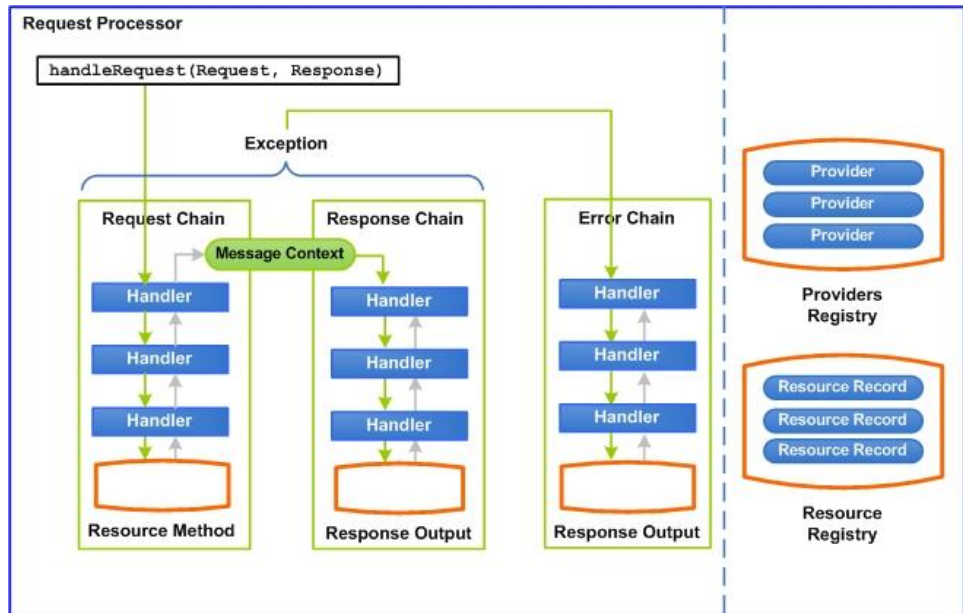 Request Processor
handleRequest(Request, Response)
Exception
Request Chain
Response Chain
Error Chain
Message Context
Handler
Handler
Handler
Resource Method
Handler
Handler
Handler
Response Output
Handler
Handler
Handler
Response Output
Provider
Provider
Provider
Providers
Registry
Resource Record
Resource Record
Resource Record
Resource
Registry